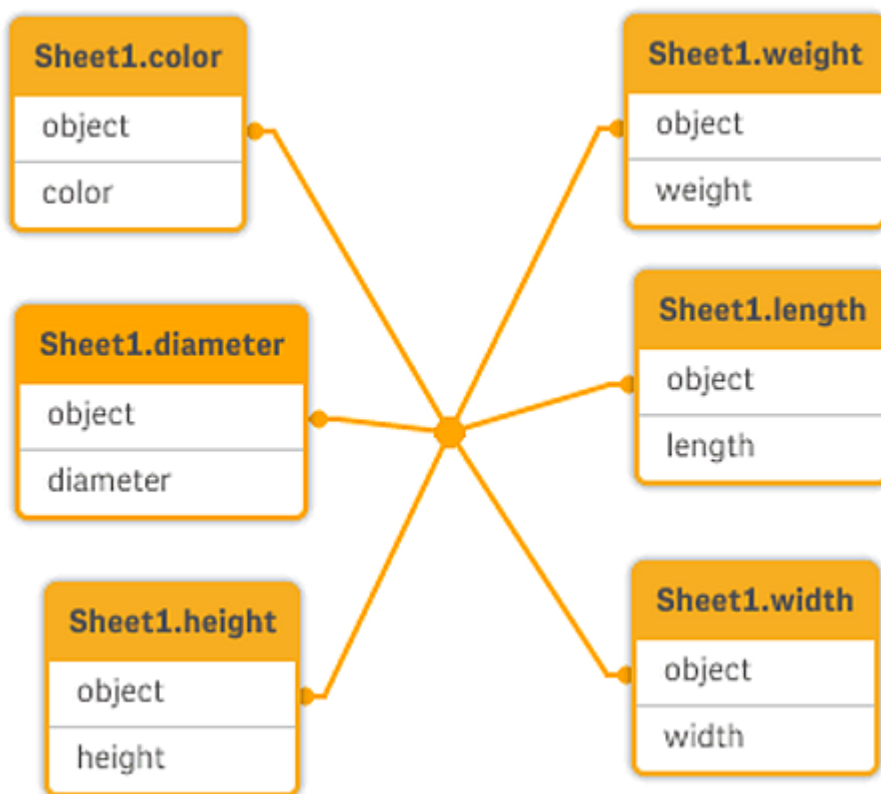 Sheet1.color
object
color
Sheet1.diameter
object
diameter
Sheet1.height
object
height
Sheet1.weight
object
weight
Sheet1.length
object
length
Sheet1.width
object
width